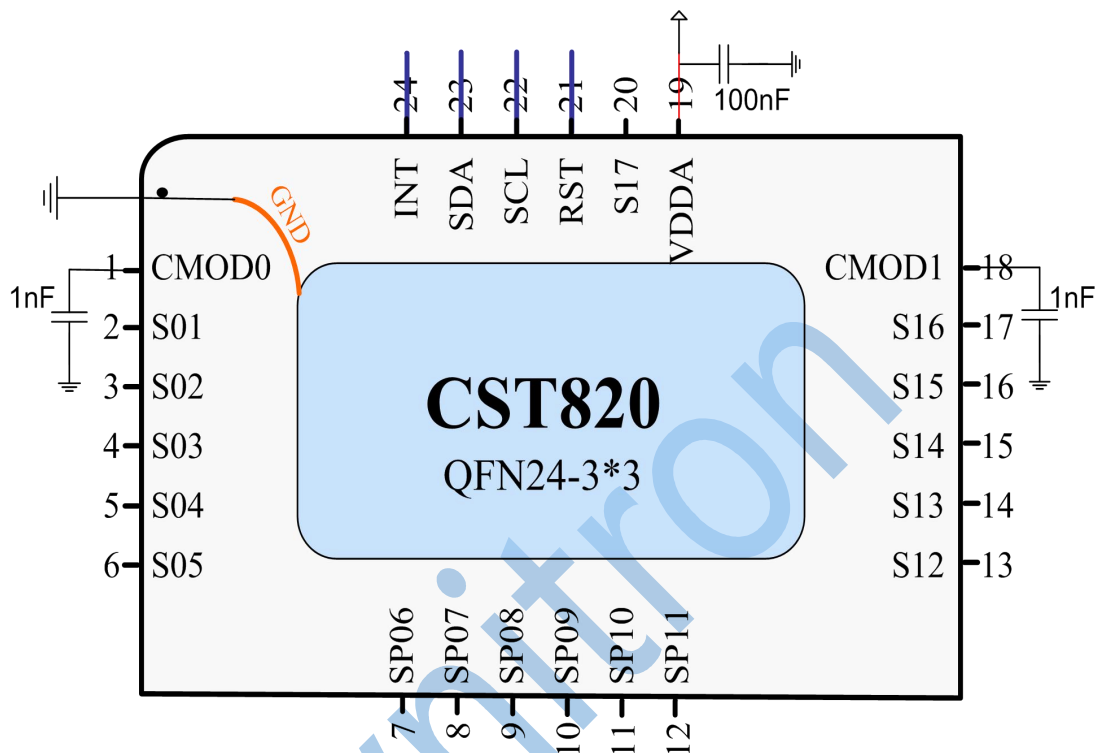 24
23
22
21
20
19
100nF
INT
SDA
SCL
RST
S17
VDDA
GND
1
CMOD0
CMOD1
18
1nF
1nF
2
S01
S16
17
3
S02
S15
16
CST820
4
S03
S14
15
QFN24-3*3
5
S04
S13
14
6
S05
S12
13
SP06
SP07
SP08
SP09
SP10
SP11
7
8
9
10
11
12
nitron